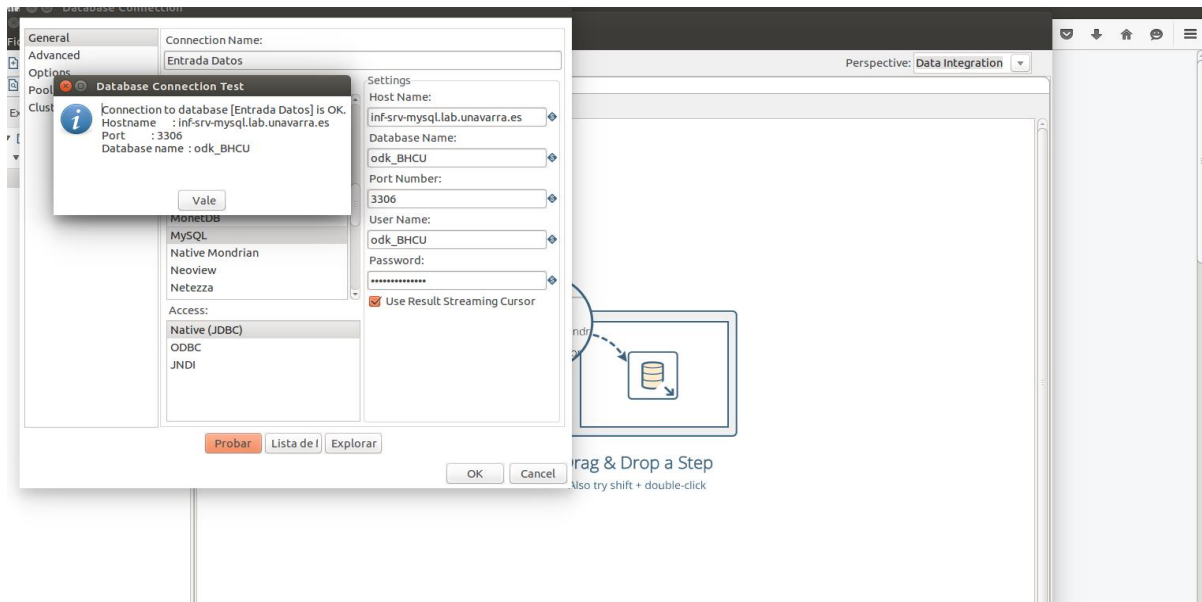 Database Connection
General
Advanced
Options
Connection Name:
Entrada Datos
Database Connection Test
Connection to database [Entrada Datos] is OK.
Hostname : inf-srv-mysql.lab.unavarra.es
Port : 3306
Database name : odk_BHCU
Vale
MonetDB
MySQL
Native Mondrian
Neoview
Netezza
Access:
Native (JDBC)
ODBC
JNDI
Settings
Host Name:
inf-srv-mysql.lab.unavarra.es
Database Name:
odk_BHCU
Port Number:
3306
User Name:
odk_BHCU
Password:
••••••••••••••
Use Result Streaming Cursor
Probar Lista de Explorar
OK Cancel
Perspective: Data Integration
rag & Drop a Step
Also try shift + double-click